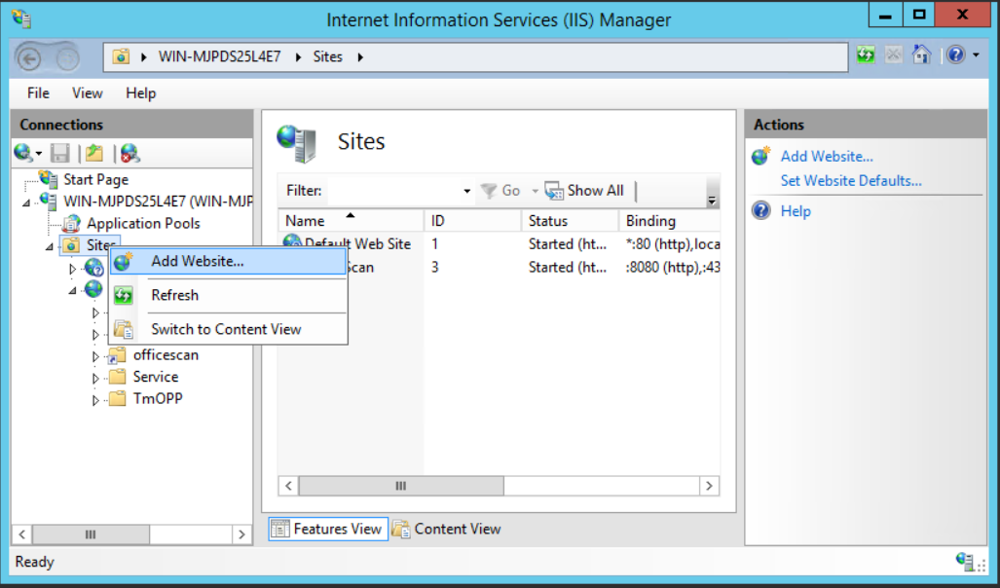 Internet Information Services (IIS) Manager
WIN-MJPDS25L4E7 Sites
File View Help
Connections
Start Page
WIN-MJPDS25L4E7 (WIN-MJP
Application Pools
Sites
Add Website...
Refresh
Switch to Content View
officescan
Service
TmOPP
Sites
Filter: Go Show All
Name ID Status Binding
Default Web Site 1 Started (ht... *:80 (http),loca
Scan 3 Started (ht... :8080 (http),:43
Features View Content View
Actions
Add Website...
Set Website Defaults...
Help
Ready